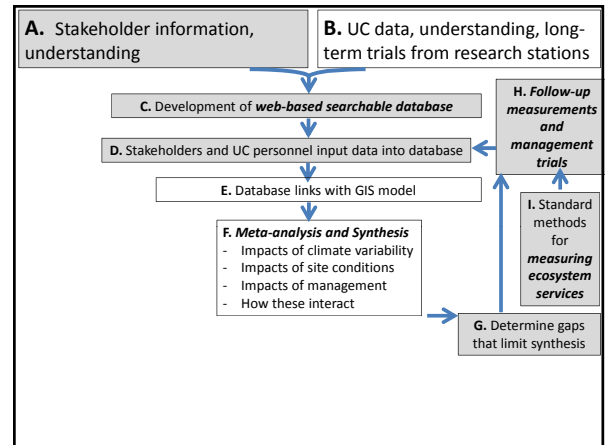 A. Stakeholder information,
understanding
B. UC data, understanding, long-
term trials from research stations
C. Development of web-based searchable database
D. Stakeholders and UC personnel input data into database
E. Database links with GIS model
F. Meta-analysis and Synthesis
- Impacts of climate variability
- Impacts of site conditions
- Impacts of management
- How these interact
G. Determine gaps
that limit synthesis
H. Follow-up
measurements
and
management
trials
I. Standard
methods
for
measuring
ecosystem
services